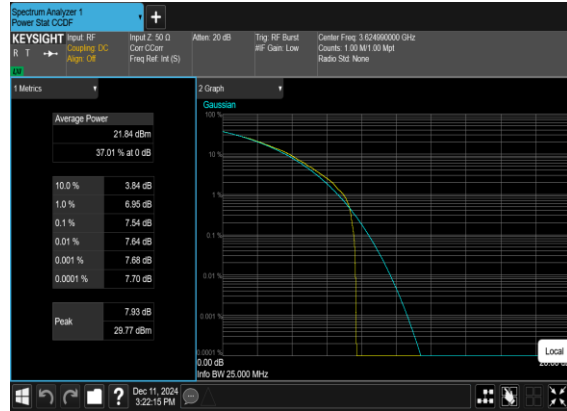 Spectrum Analyzer 1
Power Stat CCDF
KEYSIGHT
R T
LXI
Input: RF
Coupling: DC
Align: Off
Input Z: 50 Ω
Corr CCorr
Freq Ref: Int (S)
Atten: 20 dB
Trig: RF Burst
#IF Gain: Low
Center Freq: 3.624990000 GHz
Counts: 1.00 M/1.00 Mpt
Radio Std: None
1 Metrics
Average Power
21.84 dBm
37.01 % at 0 dB
10.0 % 3.84 dB
1.0 % 6.95 dB
0.1 % 7.54 dB
0.01 % 7.64 dB
0.001 % 7.68 dB
0.0001 % 7.70 dB
Peak
7.93 dB
29.77 dBm
2 Graph
Gaussian
100 %
10 %
1 %
0.1 %
0.01 %
0.001 %
0.0001 %
0.00 dB
Info BW 25.000 MHz
Local
?
Dec 11, 2024
3:22:15 PM